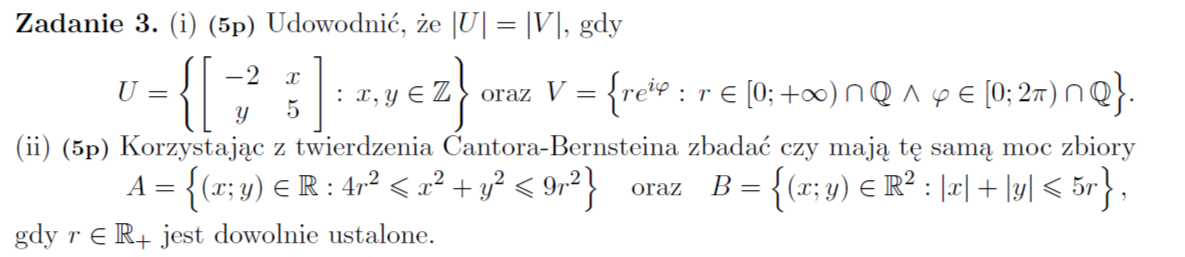 Zadanie 3. (i) (5p) Udowodnić, że |U| = |V|, gdy
U = { [ −2 x ; y 5 ] : x, y ∈ ℤ } oraz V = { re^{iφ} : r ∈ [0; +∞) ∩ ℚ ∧ φ ∈ [0; 2π) ∩ ℚ }.
(ii) (5p) Korzystając z twierdzenia Cantora-Bernsteina zbadać czy mają tę samą moc zbiory
A = { (x; y) ∈ ℝ : 4r² ⩽ x² + y² ⩽ 9r² } oraz B = { (x; y) ∈ ℝ² : |x| + |y| ⩽ 5r },
gdy r ∈ ℝ₊ jest dowolnie ustalone.